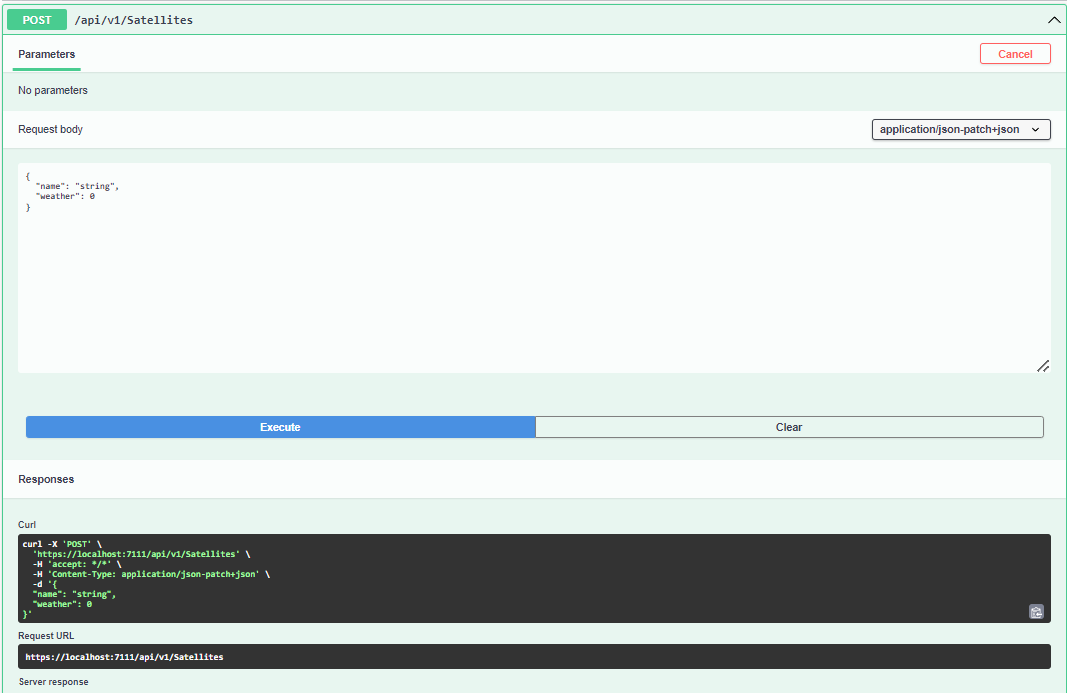 POST /api/v1/Satellites
Parameters
Cancel
No parameters
Request body
application/json-patch+json
{
  "name": "string",
  "weather": 0
}
Execute
Clear
Responses
Curl
curl -X 'POST' \
  'https://localhost:7111/api/v1/Satellites' \
  -H 'accept: */*' \
  -H 'Content-Type: application/json-patch+json' \
  -d '{
  "name": "string",
  "weather": 0
}'
Request URL
https://localhost:7111/api/v1/Satellites
Server response